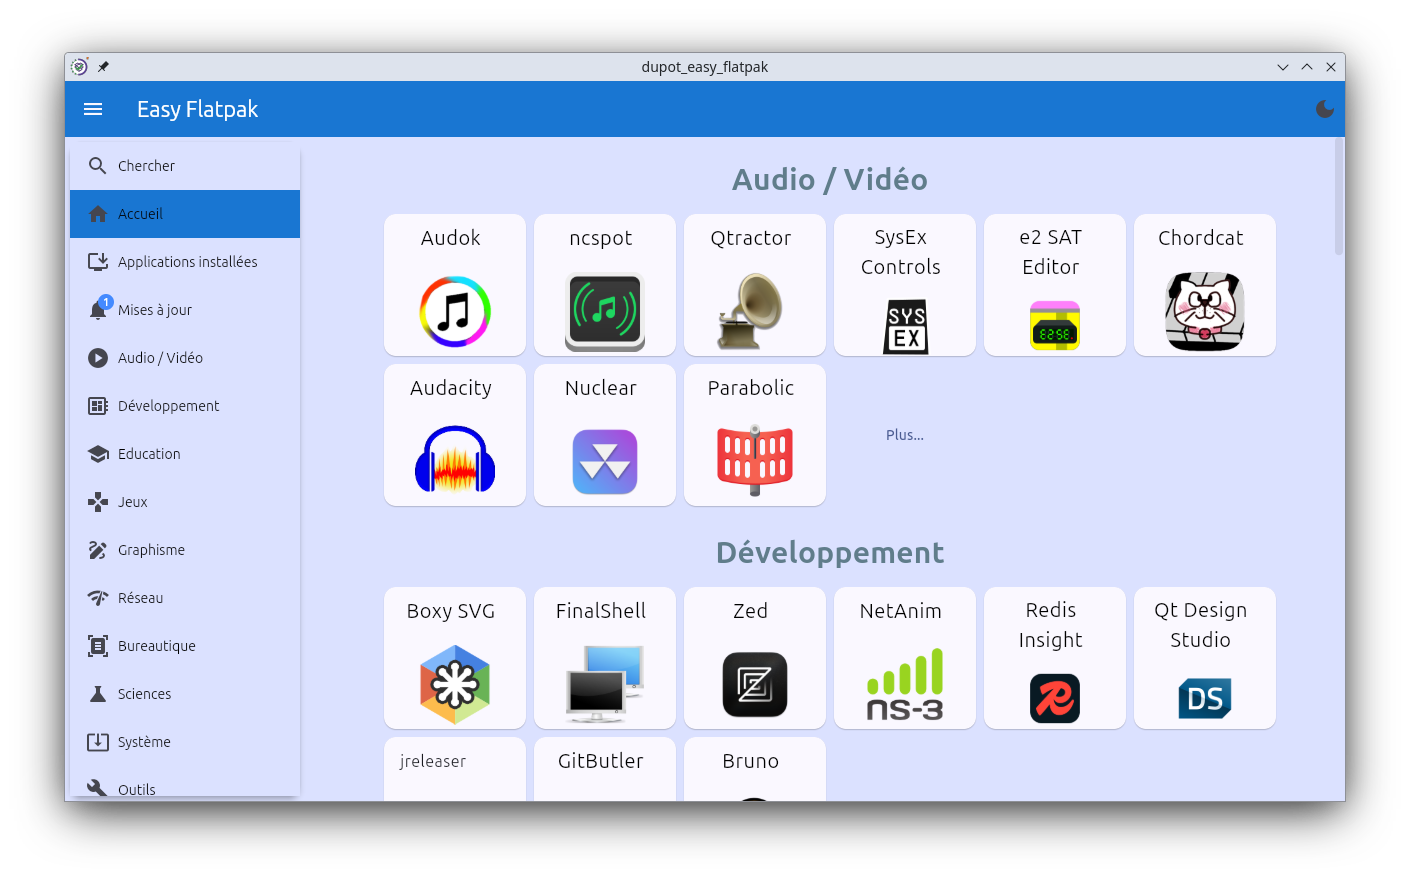 dupot_easy_flatpak
Easy Flatpak
Chercher
Accueil
Applications installées
1
Mises à jour
Audio / Vidéo
Développement
Education
Jeux
Graphisme
Réseau
Bureautique
Sciences
Système
Outils
Audio / Vidéo
Audok
ncspot
Qtractor
SysEx
Controls
SYS
EX
e2 SAT
Editor
E2SE
Chordcat
Audacity
Nuclear
Parabolic
Plus...
Développement
Boxy SVG
FinalShell
Zed
NetAnim
ns-3
Redis
Insight
R
Qt Design
Studio
DS
jreleaser
GitButler
Bruno